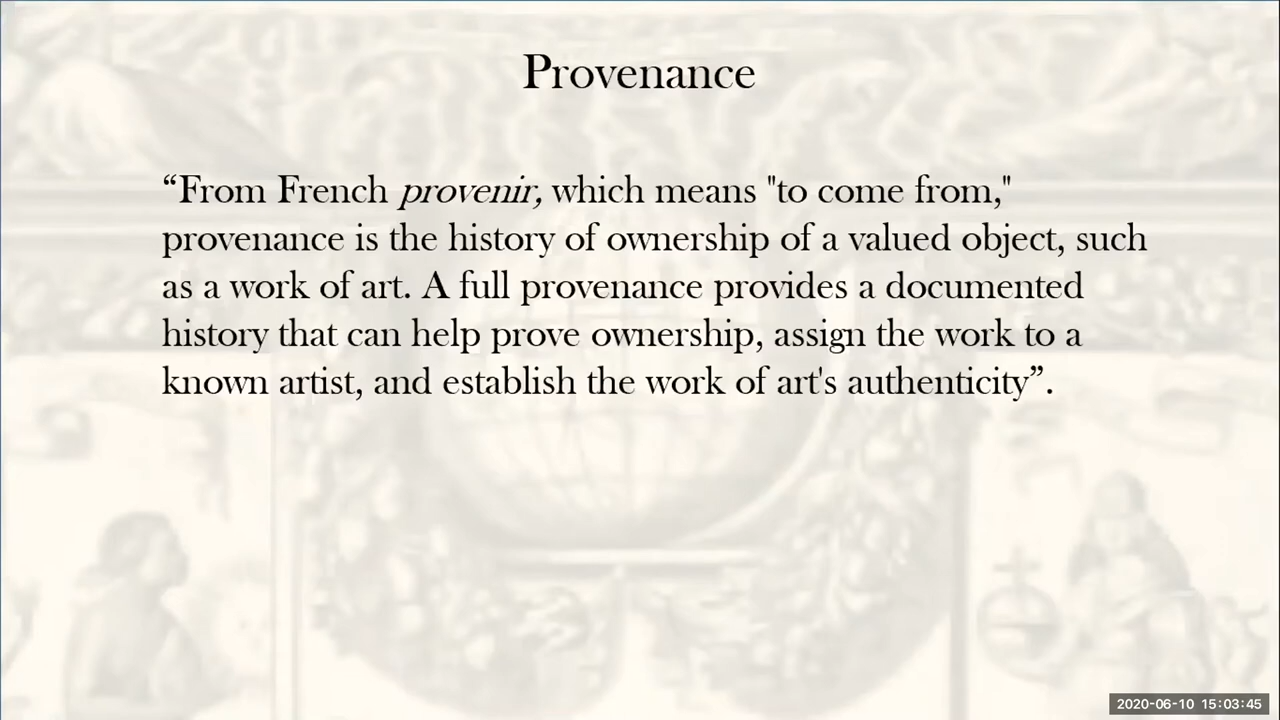 Provenance
“From French provenir, which means "to come from,"
provenance is the history of ownership of a valued object, such
as a work of art. A full provenance provides a documented
history that can help prove ownership, assign the work to a
known artist, and establish the work of art's authenticity”.
2020-06-10 15:03:45